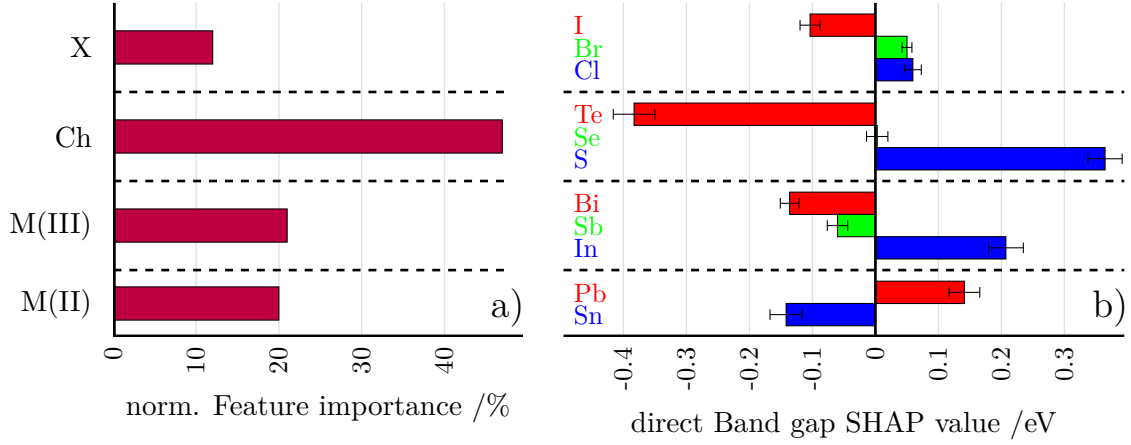 X
Ch
M(III)
M(II)
0
10
20
30
40
norm. Feature importance /%
a)
I
Br
Cl
Te
Se
S
Bi
Sb
In
Pb
Sn
-0.4
-0.3
-0.2
-0.1
0
0.1
0.2
0.3
direct Band gap SHAP value /eV
b)